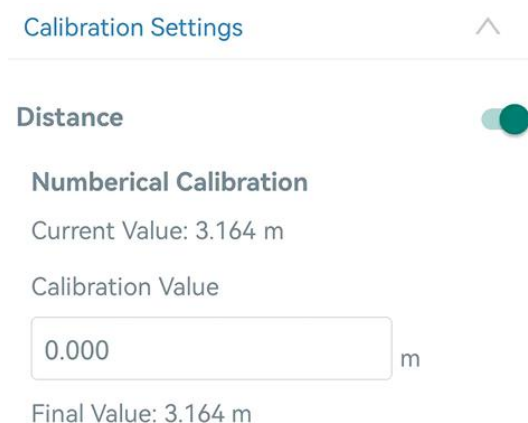 Calibration Settings
Distance
Numberical Calibration
Current Value: 3.164 m
Calibration Value
0.000
m
Final Value: 3.164 m